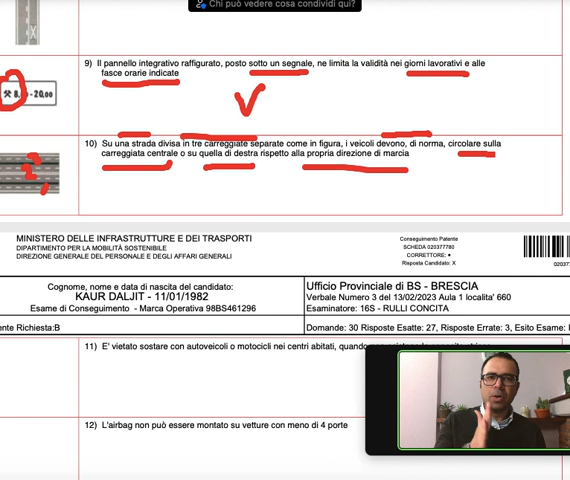 Chi può vedere cosa condividi qui?
9) Il pannello integrativo raffigurato, posto sotto un segnale, ne limita la validità nei giorni lavorativi e alle
fasce orarie indicate
- 20,00
10) Su una strada divisa in tre carreggiate separate come in figura, i veicoli devono, di norma, circolare sulla
carreggiata centrale o su quella di destra rispetto alla propria direzione di marcia
MINISTERO DELLE INFRASTRUTTURE E DEI TRASPORTI
DIPARTIMENTO PER LA MOBILITÀ SOSTENIBILE
DIREZIONE GENERALE DEL PERSONALE E DEGLI AFFARI GENERALI
Conseguimento Patente
SCHEDA 020377780
CORRETTORE: •
Risposta Candidato: X
02037
Cognome, nome e data di nascita del candidato:
KAUR DALJIT - 11/01/1982
Esame di Conseguimento - Marca Operativa 98BS461296
Ufficio Provinciale di BS - BRESCIA
Verbale Numero 3 del 13/02/2023 Aula 1 localita' 660
Esaminatore: 16S - RULLI CONCITA
ente Richiesta:B
Domande: 30 Risposte Esatte: 27, Risposte Errate: 3, Esito Esame: I
11) E' vietato sostare con autoveicoli o motocicli nei centri abitati, quando
12) L'airbag non può essere montato su vetture con meno di 4 porte